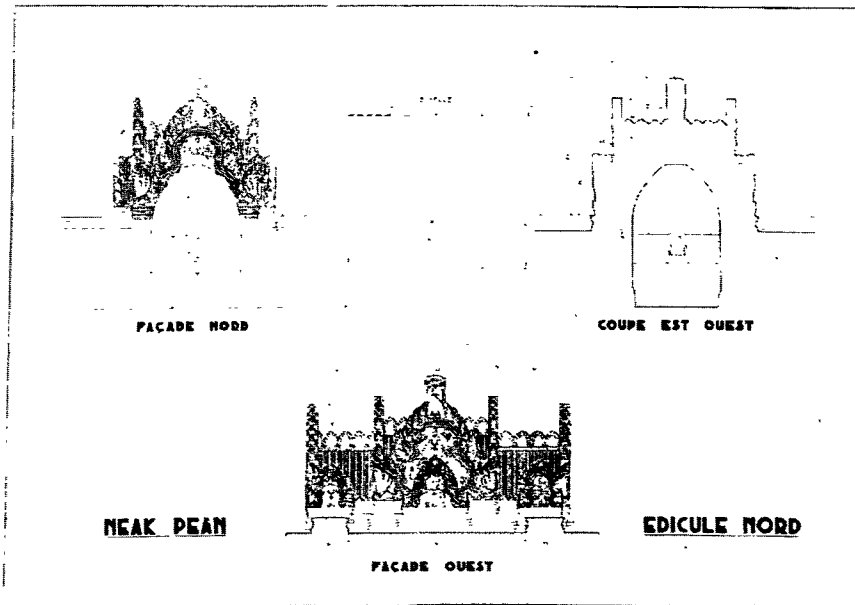 FAÇADE NORD
COUPE EST OUEST
NEAK PEAN
EDICULE NORD
FAÇADE OUEST